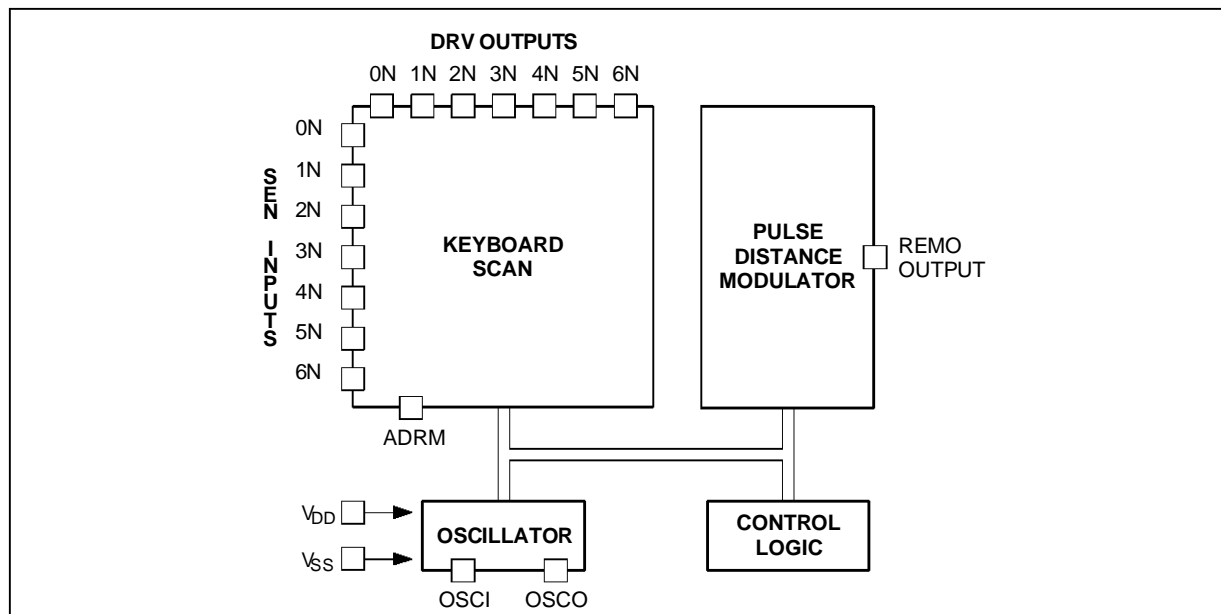 DRV OUTPUTS
0N 1N 2N 3N 4N 5N 6N
SEN INPUTS
0N
1N
2N
3N
4N
5N
6N
KEYBOARD
SCAN
ADRM
PULSE
DISTANCE
MODULATOR
REMO
OUTPUT
VDD
VSS
OSCILLATOR
OSCI OSCO
CONTROL
LOGIC